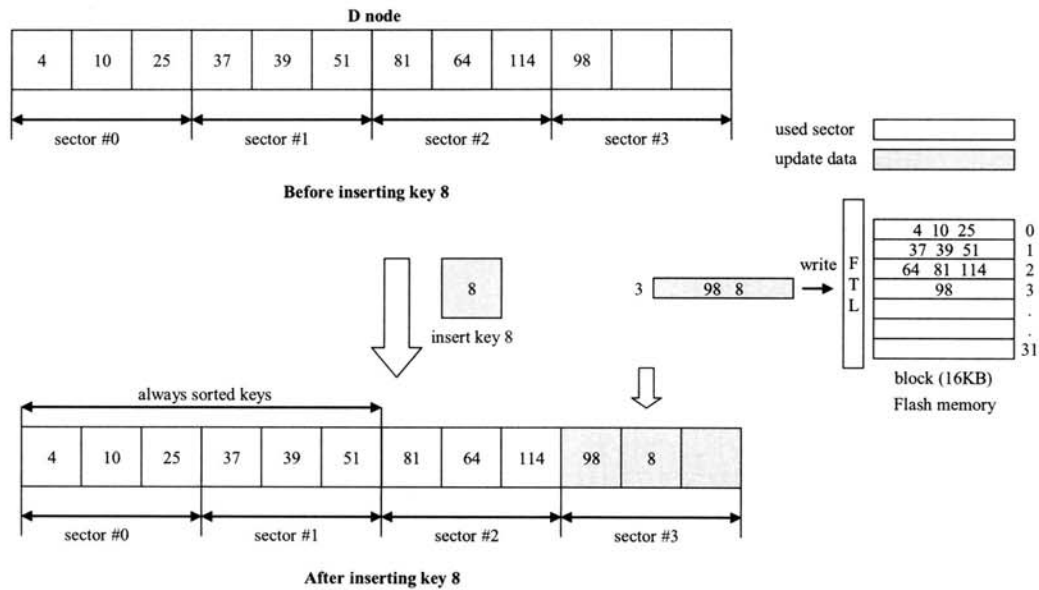 D node
4 10 25 37 39 51 81 64 114 98
sector #0 sector #1 sector #2 sector #3
Before inserting key 8
used sector
update data
8
insert key 8
3 98 8
write
F
T
L
4 10 25 0
37 39 51 1
64 81 114 2
98 3
.
.
31
block (16KB)
Flash memory
always sorted keys
4 10 25 37 39 51 81 64 114 98 8
sector #0 sector #1 sector #2 sector #3
After inserting key 8